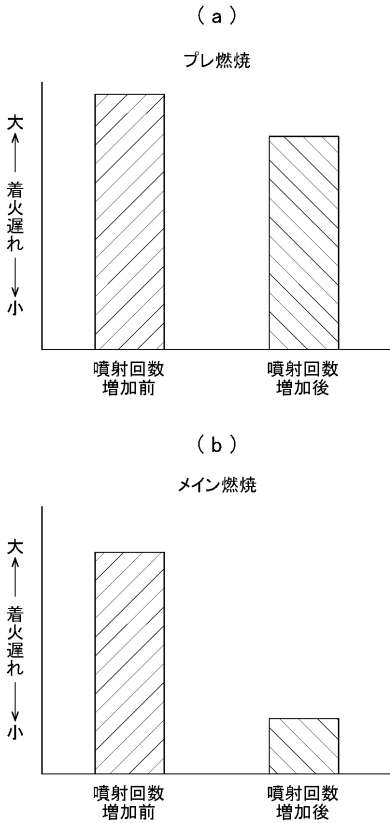 (a)
プレ燃焼
大
着火遅れ
小
噴射回数
増加前
噴射回数
増加後
(b)
メイン燃焼
大
着火遅れ
小
噴射回数
増加前
噴射回数
増加後